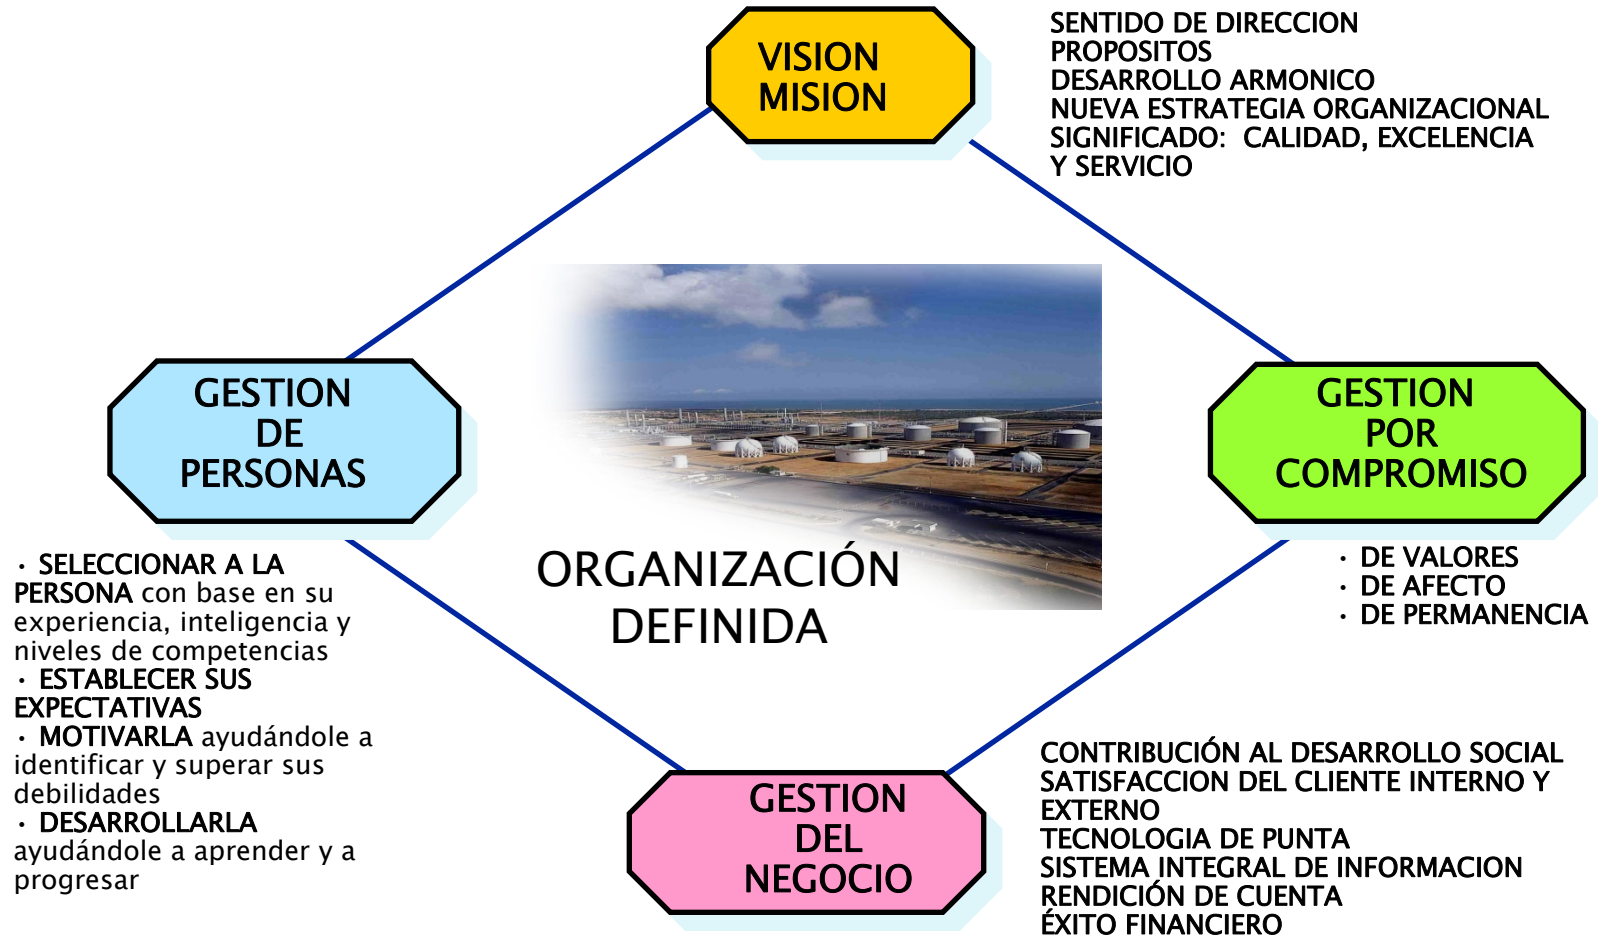 VISION
MISION
SENTIDO DE DIRECCION
PROPOSITOS
DESARROLLO ARMONICO
NUEVA ESTRATEGIA ORGANIZACIONAL
SIGNIFICADO:  CALIDAD, EXCELENCIA
Y SERVICIO
GESTION
DE
PERSONAS
GESTION
POR
COMPROMISO
ORGANIZACIÓN
DEFINIDA
• SELECCIONAR A LA
PERSONA con base en su
experiencia, inteligencia y
niveles de competencias
• ESTABLECER SUS
EXPECTATIVAS
• MOTIVARLA ayudándole a
identificar y superar sus
debilidades
• DESARROLLARLA
ayudándole a aprender y a
progresar
• DE VALORES
• DE AFECTO
• DE PERMANENCIA
GESTION
DEL
NEGOCIO
CONTRIBUCIÓN AL DESARROLLO SOCIAL
SATISFACCION DEL CLIENTE INTERNO Y
EXTERNO
TECNOLOGIA DE PUNTA
SISTEMA INTEGRAL DE INFORMACION
RENDICIÓN DE CUENTA
ÉXITO FINANCIERO